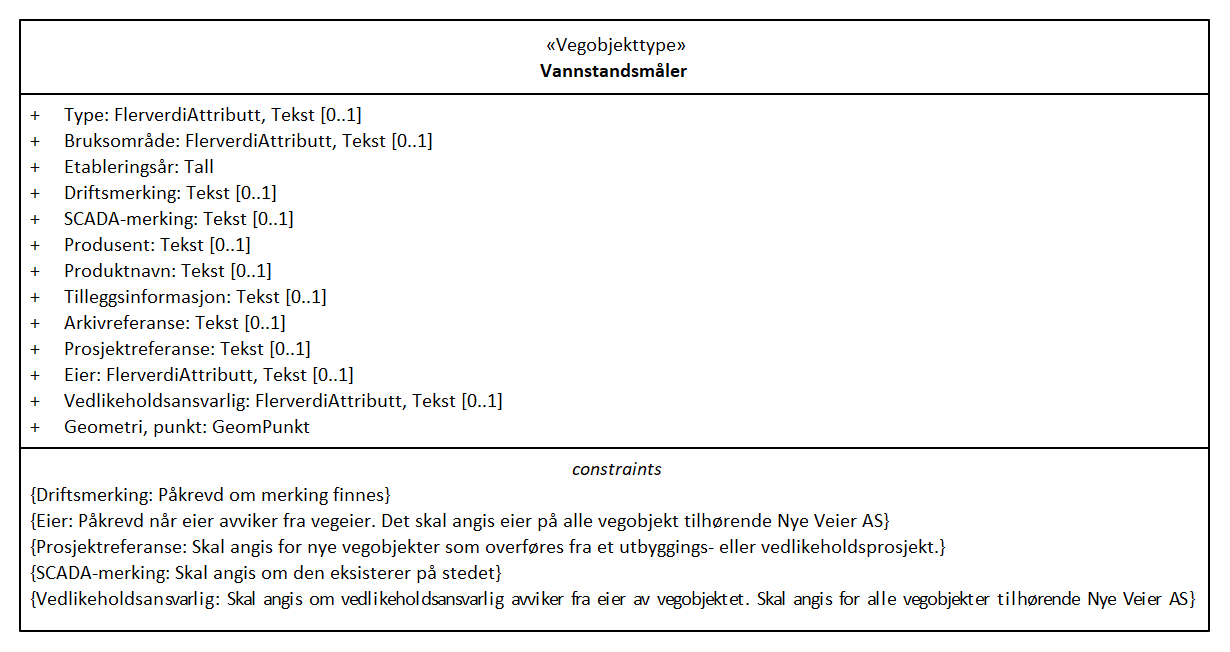 «Vegobjekttype»
Vannstandsmåler
+ Type: FlerverdiAttributt, Tekst [0..1]
+ Bruksområde: FlerverdiAttributt, Tekst [0..1]
+ Etableringsår: Tall
+ Driftsmerking: Tekst [0..1]
+ SCADA-merking: Tekst [0..1]
+ Produsent: Tekst [0..1]
+ Produktnavn: Tekst [0..1]
+ Tilleggsinformasjon: Tekst [0..1]
+ Arkivreferanse: Tekst [0..1]
+ Prosjektreferanse: Tekst [0..1]
+ Eier: FlerverdiAttributt, Tekst [0..1]
+ Vedlikeholdsansvarlig: FlerverdiAttributt, Tekst [0..1]
+ Geometri, punkt: GeomPunkt
constraints
{Driftsmerking: Påkrevd om merking finnes}
{Eier: Påkrevd når eier avviker fra vegeier. Det skal angis eier på alle vegobjekt tilhørende Nye Veier AS}
{Prosjektreferanse: Skal angis for nye vegobjekter som overføres fra et utbyggings- eller vedlikeholdsprosjekt.}
{SCADA-merking: Skal angis om den eksisterer på stedet}
{Vedlikeholdsansvarlig: Skal angis om vedlikeholdsansvarlig avviker fra eier av vegobjektet. Skal angis for alle vegobjekter tilhørende Nye Veier AS}